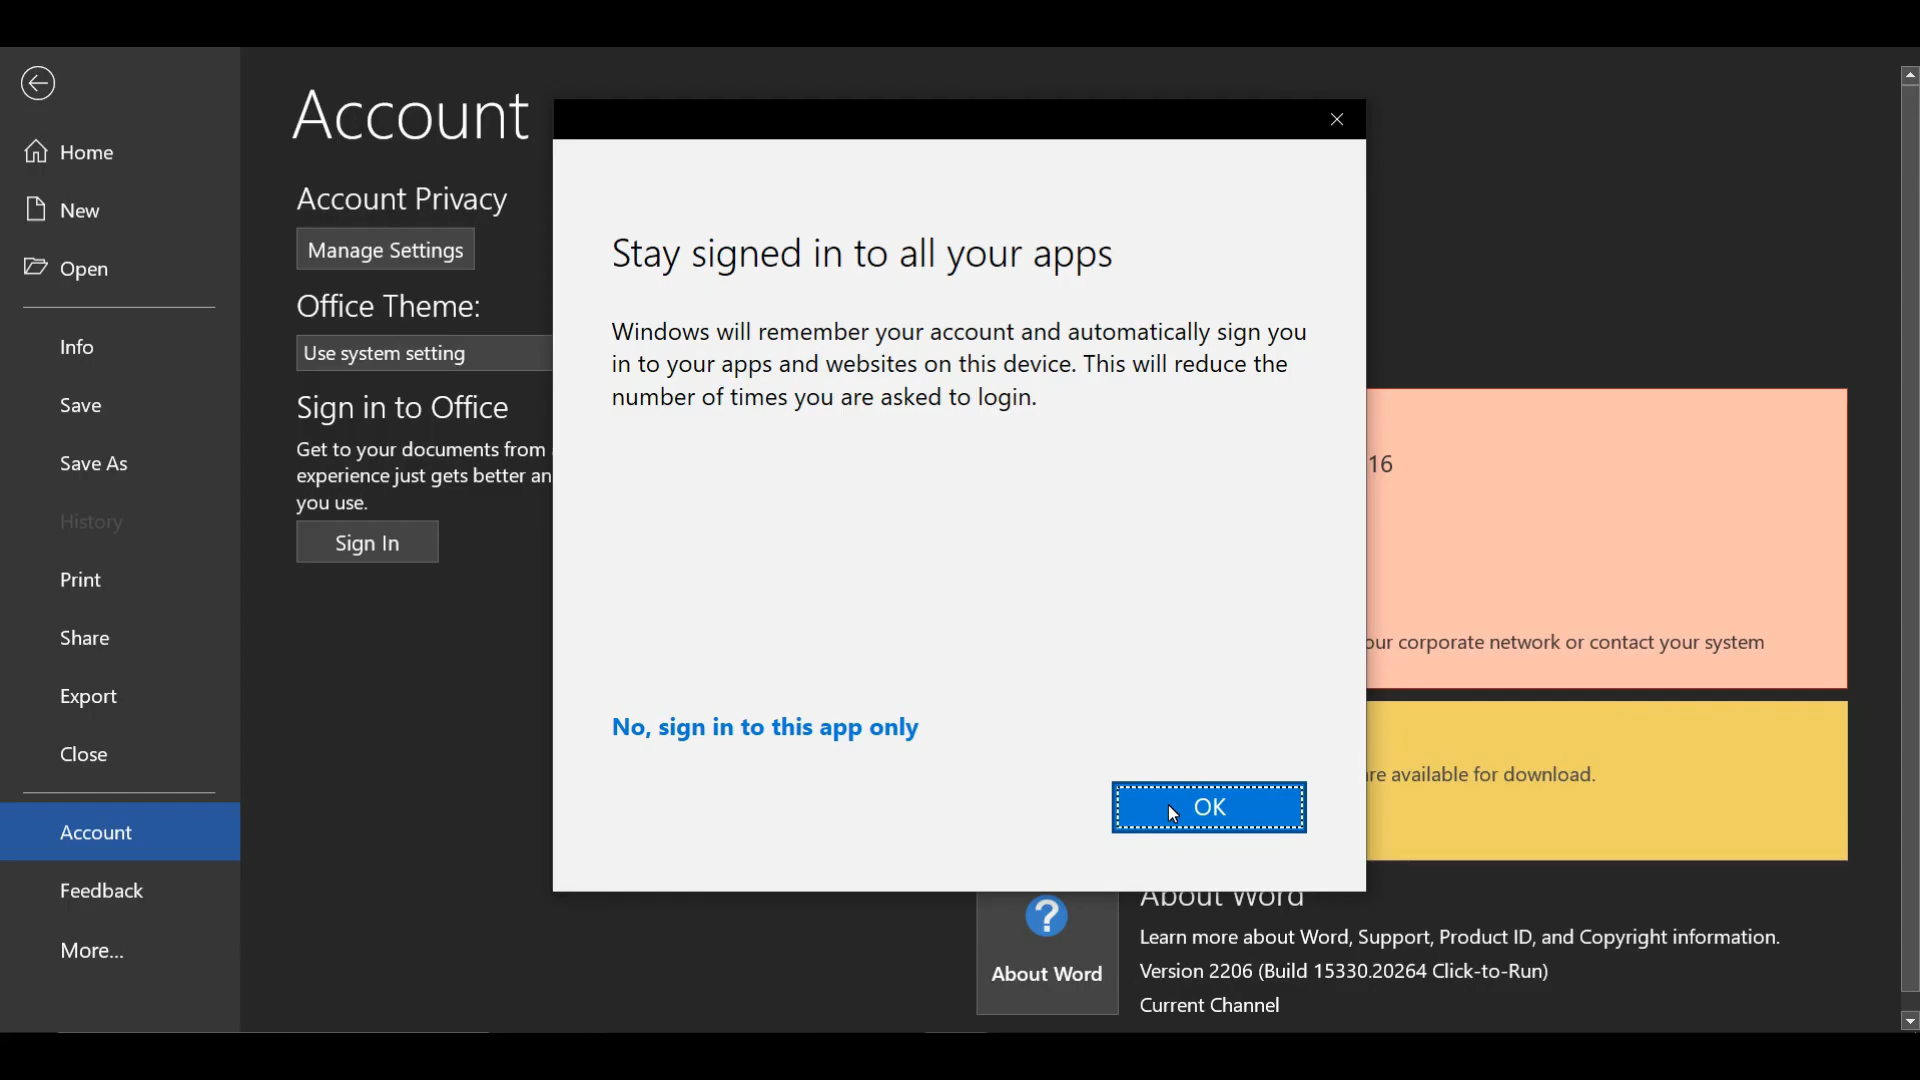 Account
Home
New
Open
Info
Save
Save As
History
Print
Share
Export
Close
Account
Feedback
More...
Account Privacy
Manage Settings
Office Theme:
Use system setting
Sign in to Office
Get to your documents from
experience just gets better an
you use.
Sign In
Stay signed in to all your apps
Windows will remember your account and automatically sign you
in to your apps and websites on this device. This will reduce the
number of times you are asked to login.
No, sign in to this app only
OK
16
our corporate network or contact your system
are available for download.
About Word
About Word
Learn more about Word, Support, Product ID, and Copyright information.
Version 2206 (Build 15330.20264 Click-to-Run)
Current Channel